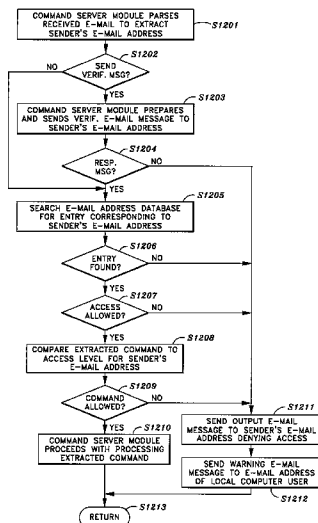 COMMAND SERVER MODULE PARSES
RECEIVED E-MAIL TO EXTRACT
SENDER'S E-MAIL ADDRESS
S1201
S1202
SEND
VERIF. MSG?
NO
YES
S1203
COMMAND SERVER MODULE PREPARES
AND SENDS VERIF. E-MAIL MESSAGE TO
SENDER'S E-MAIL ADDRESS
S1204
RESP.
MSG?
NO
YES
S1205
SEARCH E-MAIL ADDRESS DATABASE
FOR ENTRY CORRESPONDING TO
SENDER'S E-MAIL ADDRESS
S1206
ENTRY
FOUND?
NO
YES
S1207
ACCESS
ALLOWED?
NO
YES
S1208
COMPARE EXTRACTED COMMAND TO
ACCESS LEVEL FOR SENDER'S
E-MAIL ADDRESS
S1209
COMMAND
ALLOWED?
NO
YES
S1210
COMMAND SERVER MODULE
PROCEEDS WITH PROCESSING
EXTRACTED COMMAND
S1211
SEND OUTPUT E-MAIL
MESSAGE TO SENDER'S E-MAIL
ADDRESS DENYING ACCESS
SEND WARNING E-MAIL
MESSAGE TO E-MAIL ADDRESS
OF LOCAL COMPUTER USER
S1212
S1213
RETURN